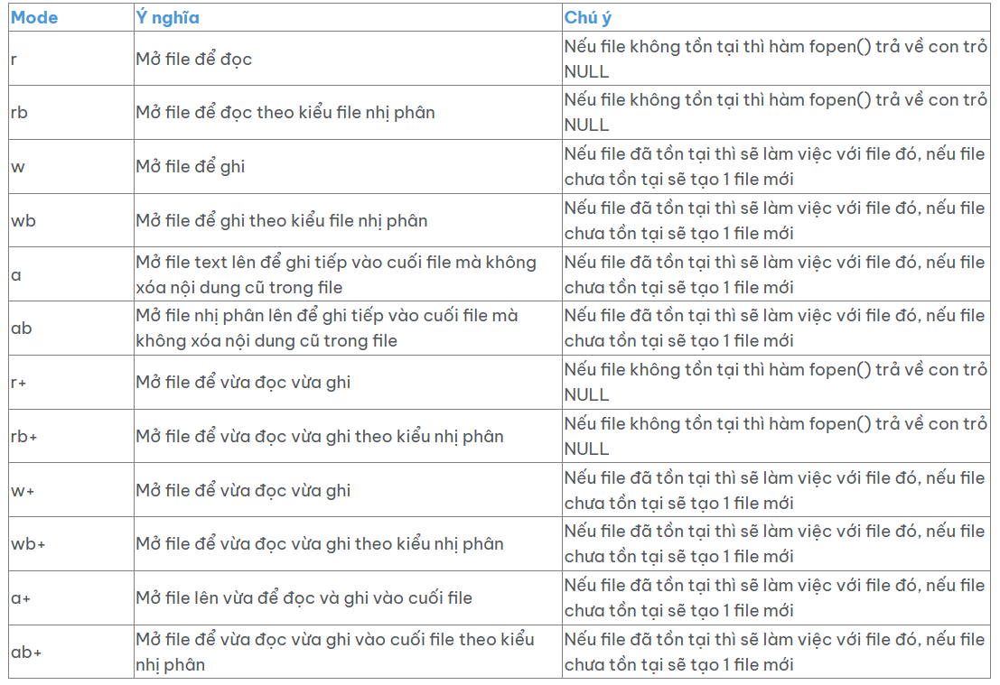 Mode Ý nghĩa Chú ý
r Mở file để đọc Nếu file không tồn tại thì hàm fopen() trả về con trỏ
NULL
rb Mở file để đọc theo kiểu file nhị phân Nếu file không tồn tại thì hàm fopen() trả về con trỏ
NULL
w Mở file để ghi Nếu file đã tồn tại thì sẽ làm việc với file đó, nếu file
chưa tồn tại sẽ tạo 1 file mới
wb Mở file để ghi theo kiểu file nhị phân Nếu file đã tồn tại thì sẽ làm việc với file đó, nếu file
chưa tồn tại sẽ tạo 1 file mới
a Mở file text lên để ghi tiếp vào cuối file mà không
xóa nội dung cũ trong file
Nếu file đã tồn tại thì sẽ làm việc với file đó, nếu file
chưa tồn tại sẽ tạo 1 file mới
ab Mở file nhị phân lên để ghi tiếp vào cuối file mà
không xóa nội dung cũ trong file
Nếu file đã tồn tại thì sẽ làm việc với file đó, nếu file
chưa tồn tại sẽ tạo 1 file mới
r+ Mở file để vừa đọc vừa ghi Nếu file không tồn tại thì hàm fopen() trả về con trỏ
NULL
rb+ Mở file để vừa đọc vừa ghi theo kiểu nhị phân Nếu file không tồn tại thì hàm fopen() trả về con trỏ
NULL
w+ Mở file để vừa đọc vừa ghi Nếu file đã tồn tại thì sẽ làm việc với file đó, nếu file
chưa tồn tại sẽ tạo 1 file mới
wb+ Mở file để vừa đọc vừa ghi theo kiểu nhị phân Nếu file đã tồn tại thì sẽ làm việc với file đó, nếu file
chưa tồn tại sẽ tạo 1 file mới
a+ Mở file lên vừa để đọc và ghi vào cuối file Nếu file đã tồn tại thì sẽ làm việc với file đó, nếu file
chưa tồn tại sẽ tạo 1 file mới
ab+ Mở file để vừa đọc vừa ghi vào cuối file theo kiểu
nhị phân
Nếu file đã tồn tại thì sẽ làm việc với file đó, nếu file
chưa tồn tại sẽ tạo 1 file mới